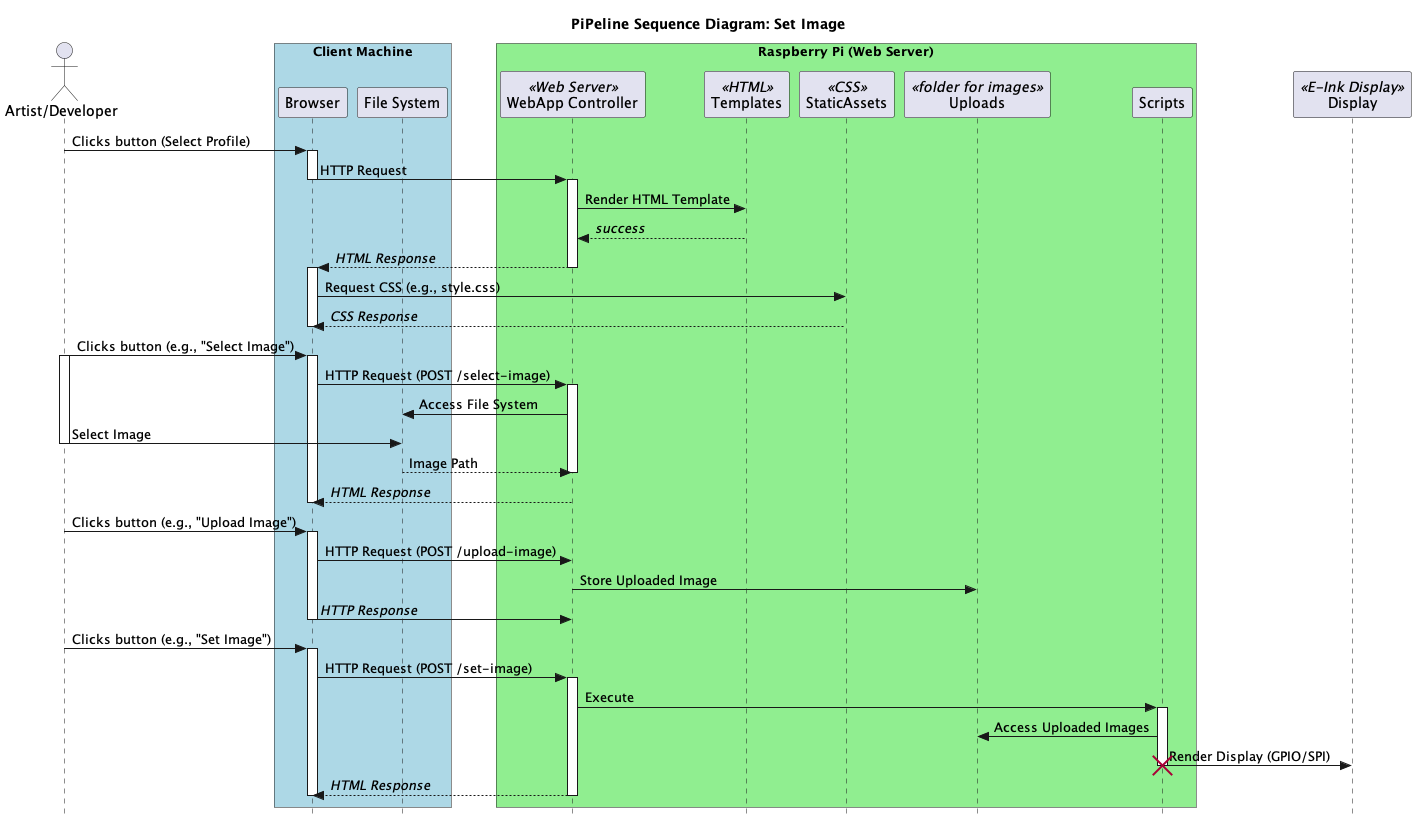 PiPeline Sequence Diagram: Set Image
Client Machine
Raspberry Pi (Web Server)
Artist/Developer
Browser
File System
«Web Server»
WebApp Controller
«HTML»
Templates
«CSS»
StaticAssets
«folder for images»
Uploads
Scripts
«E-Ink Display»
Display
Clicks button (Select Profile)
HTTP Request
Render HTML Template
success
HTML Response
Request CSS (e.g., style.css)
CSS Response
Clicks button (e.g., "Select Image")
HTTP Request (POST /select-image)
Access File System
Select Image
Image Path
HTML Response
Clicks button (e.g., "Upload Image")
HTTP Request (POST /upload-image)
Store Uploaded Image
HTTP Response
Clicks button (e.g., "Set Image")
HTTP Request (POST /set-image)
Execute
Access Uploaded Images
Render Display (GPIO/SPI)
HTML Response